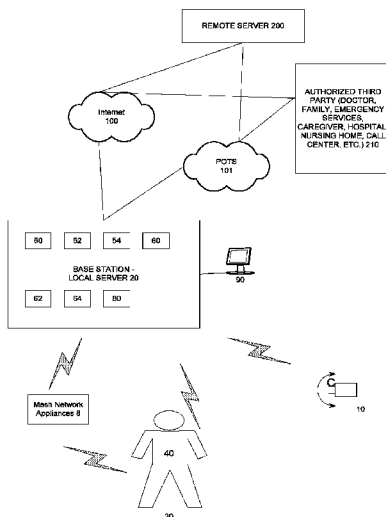 REMOTE SERVER 200
Internet
100
AUTHORIZED THIRD
PARTY (DOCTOR,
FAMILY, EMERGENCY
SERVICES,
CAREGIVER, HOSPITAL,
NURSING HOME, CALL
CENTER, ETC.) 210
POTS
101
50 52 54 60
BASE STATION -
LOCAL SERVER 20
90
62 64 80
Mesh Network
Appliances 8
C
10
40
30